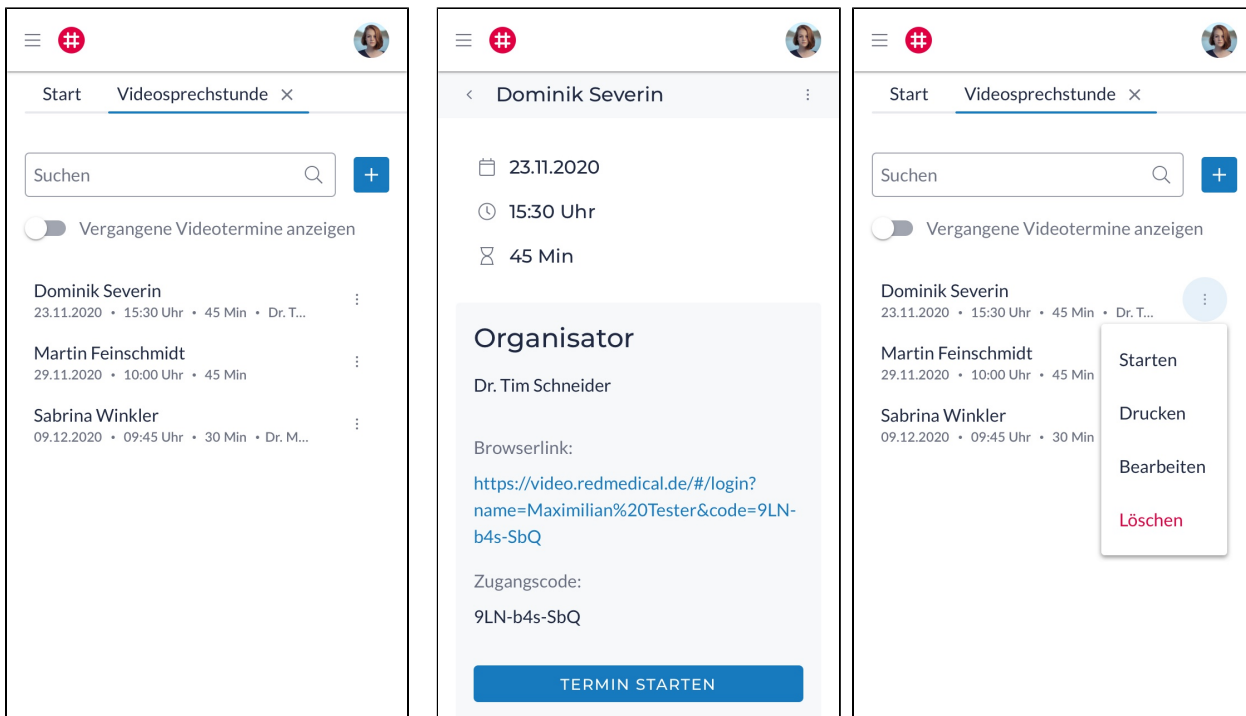 Start Videosprechstunde ×
Suchen
+
Vergangene Videotermine anzeigen
Dominik Severin
23.11.2020 • 15:30 Uhr • 45 Min • Dr. T...
Martin Feinschmidt
29.11.2020 • 10:00 Uhr • 45 Min
Sabrina Winkler
09.12.2020 • 09:45 Uhr • 30 Min • Dr. M...
Dominik Severin
23.11.2020
15:30 Uhr
45 Min
Organisator
Dr. Tim Schneider
Browserlink:
https://video.redmedical.de/#/login?
name=Maximilian%20Tester&code=9LN-
b4s-SbQ
Zugangscode:
9LN-b4s-SbQ
TERMIN STARTEN
Start Videosprechstunde ×
Suchen
+
Vergangene Videotermine anzeigen
Dominik Severin
23.11.2020 • 15:30 Uhr • 45 Min • Dr. T...
Martin Feinschmidt
29.11.2020 • 10:00 Uhr • 45 Min
Sabrina Winkler
09.12.2020 • 09:45 Uhr • 30 Min
Starten
Drucken
Bearbeiten
Löschen